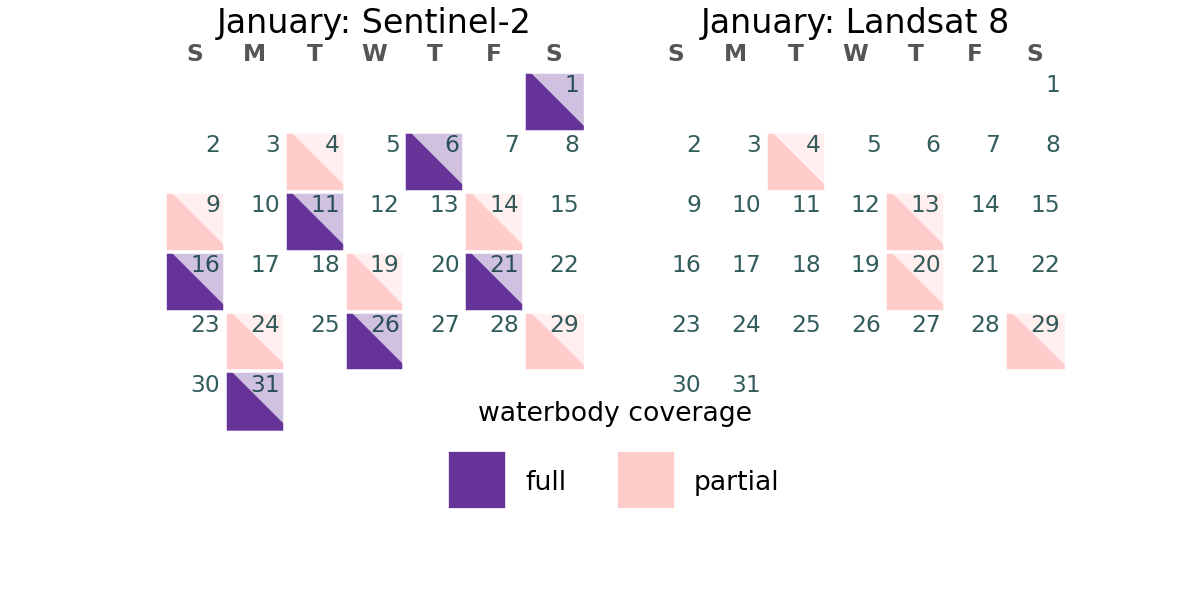 January: Sentinel-2
S M T W T F S
1
2 3 4 5 6 7 8
9 10 11 12 13 14 15
16 17 18 19 20 21 22
23 24 25 26 27 28 29
30 31
January: Landsat 8
S M T W T F S
1
2 3 4 5 6 7 8
9 10 11 12 13 14 15
16 17 18 19 20 21 22
23 24 25 26 27 28 29
30 31
waterbody coverage
full partial